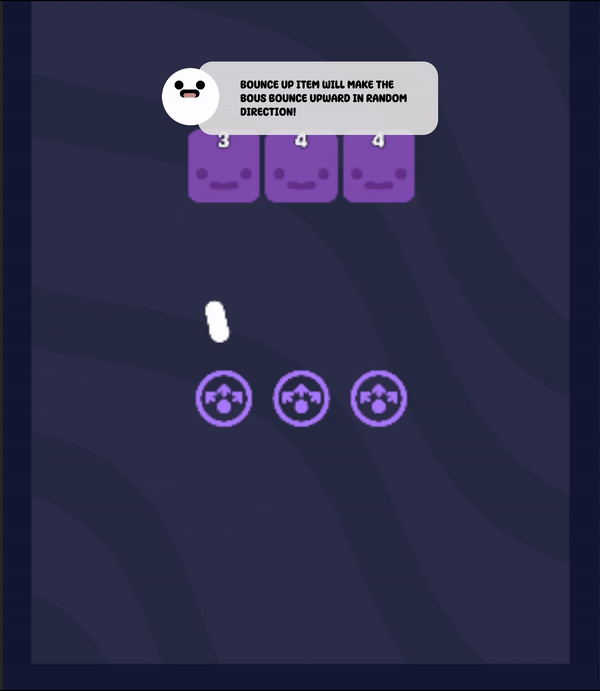 BOUNCE UP ITEM WILL MAKE THE
BOUS BOUNCE UPWARD IN RANDOM
DIRECTION!
3 4 4